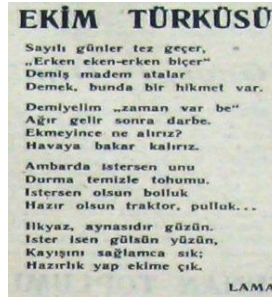 EKİM TÜRKÜSÜ
Sayılı günler tez geçer,
„Erken eken-erken biçer"
Demiş madem atalar
Demek, bunda bir hikmet var.
Demiyelim „zaman var be"
Ağır gelir sonra darbe.
Ekmeyince ne alırız?
Havaya bakar kalırız.
Ambarda istersen unu
Durma temizle tohumu.
Istersen olsun bolluk
Hazır olsun traktor, pulluk...
İlkyaz, aynasıdır güzün.
Ister isen gülsün yüzün,
Kayışını sağlamca sık;
Hazırlık yap ekime çık.
LAMA